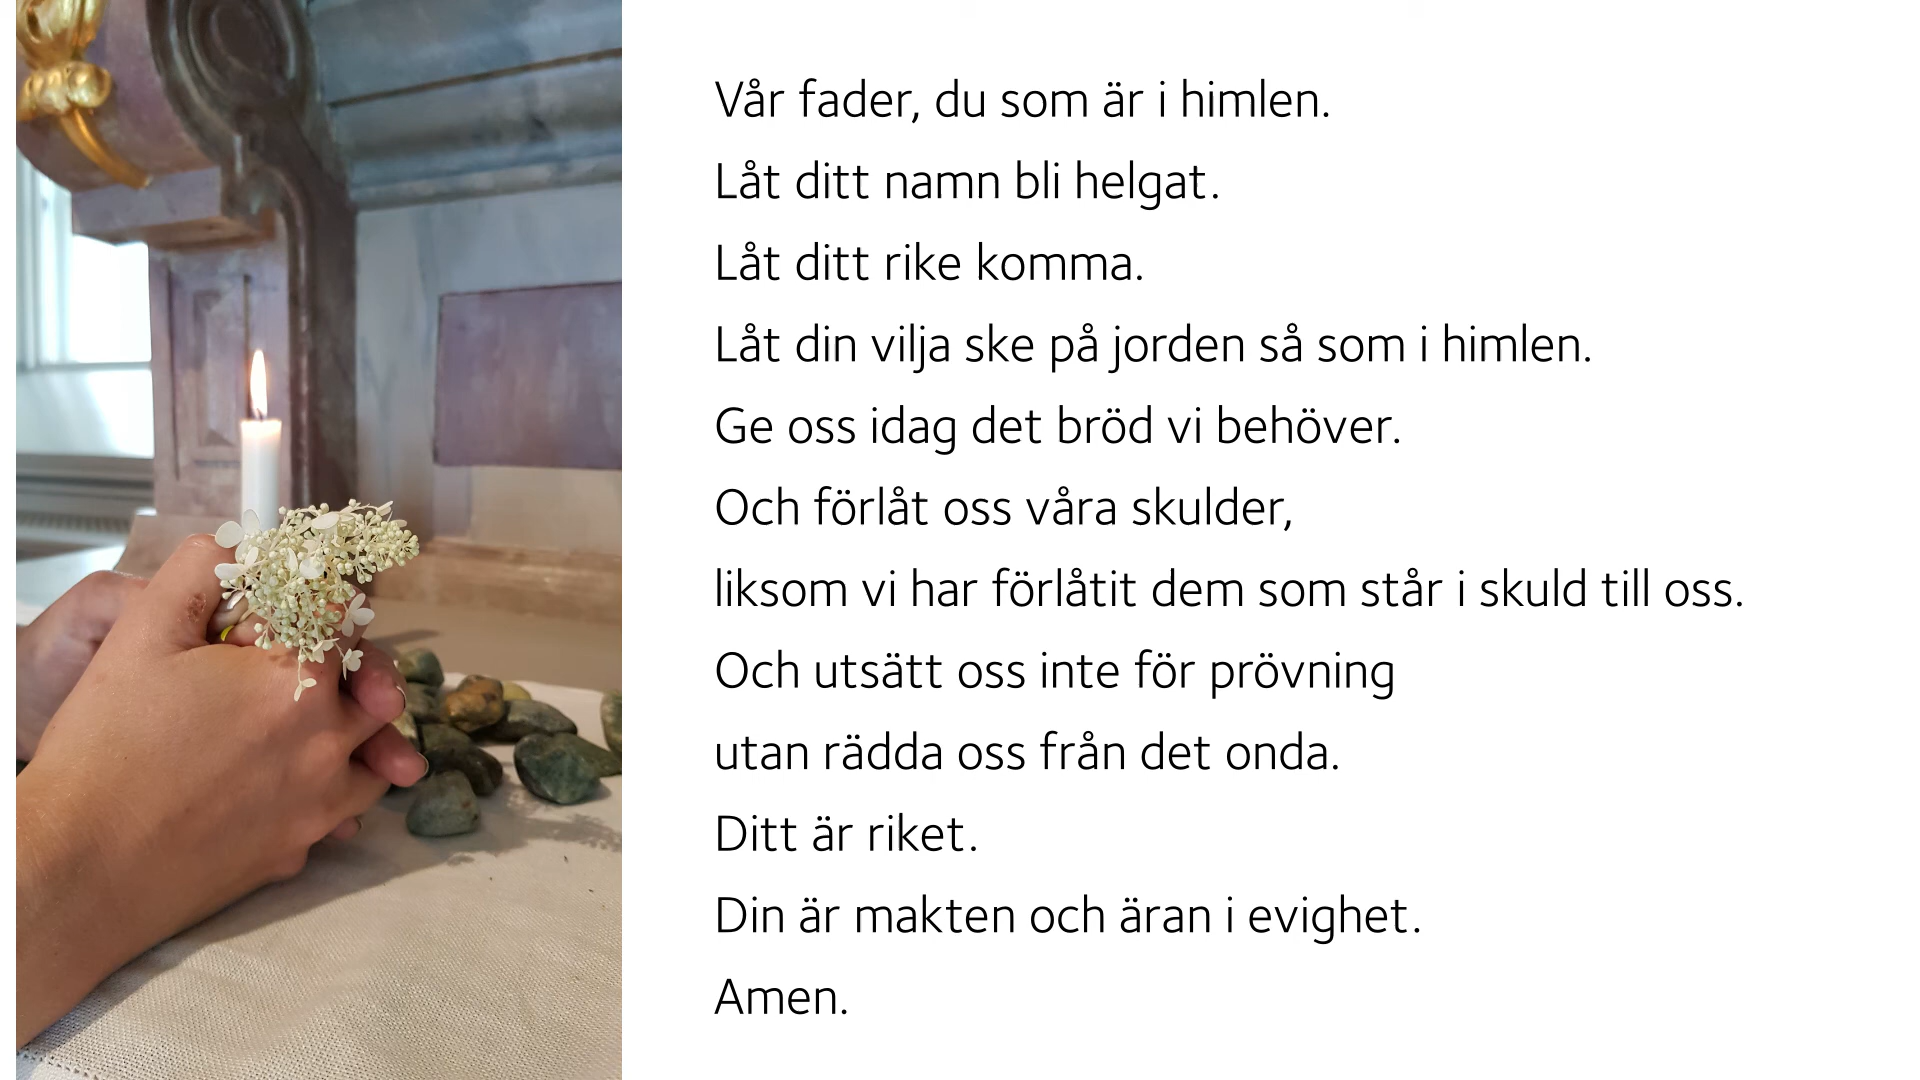 Vår fader, du som är i himlen.
Låt ditt namn bli helgat.
Låt ditt rike komma.
Låt din vilja ske på jorden så som i himlen.
Ge oss idag det bröd vi behöver.
Och förlåt oss våra skulder,
liksom vi har förlåtit dem som står i skuld till oss.
Och utsätt oss inte för prövning
utan rädda oss från det onda.
Ditt är riket.
Din är makten och äran i evighet.
Amen.